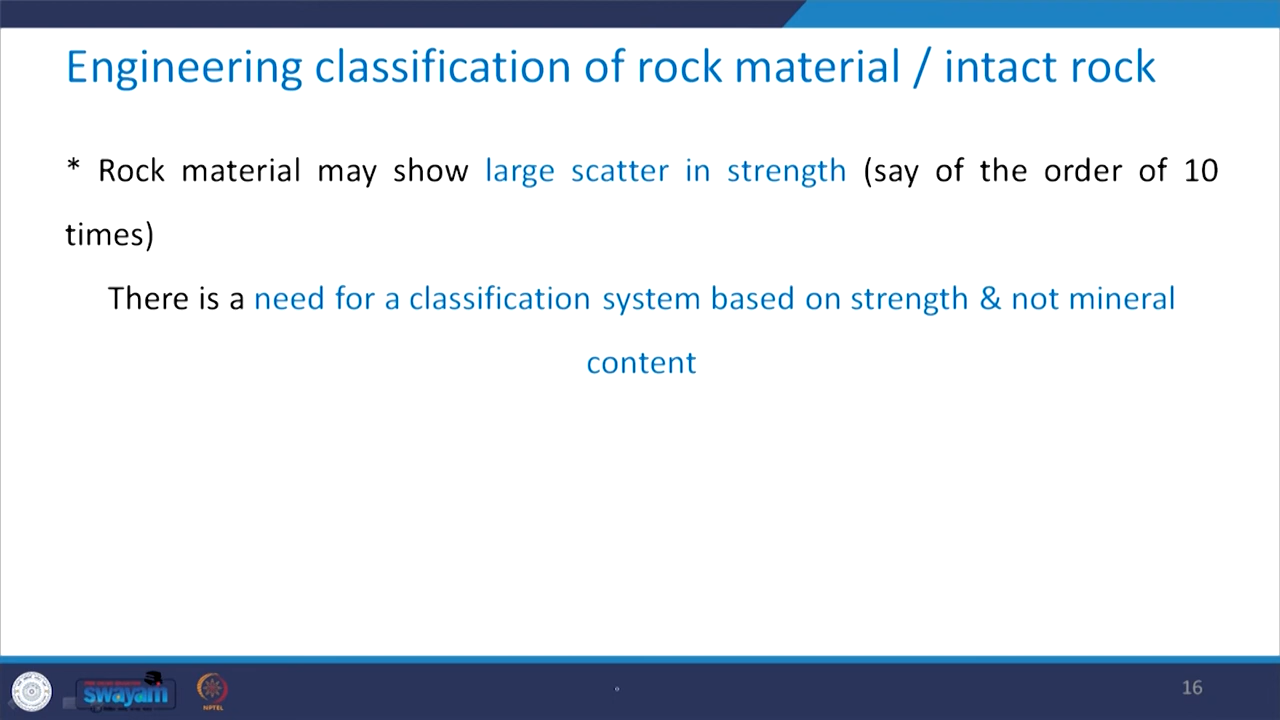 Engineering classification of rock material / intact rock
* Rock material may show large scatter in strength (say of the order of 10
times)
There is a need for a classification system based on strength & not mineral
content
swayam
NPTEL
16